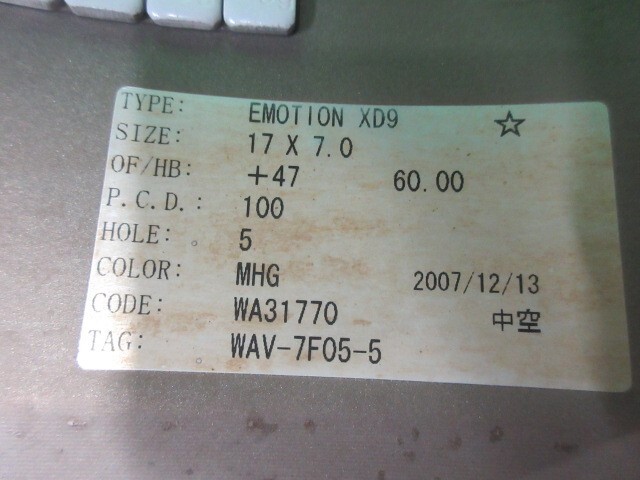 TYPE: EMOTION XD9 ☆
SIZE: 17 X 7.0
OF/HB: +47 60.00
P.C.D.: 100
HOLE: 5
COLOR: MHG 2007/12/13
CODE: WA31770 中空
TAG: WAV-7F05-5